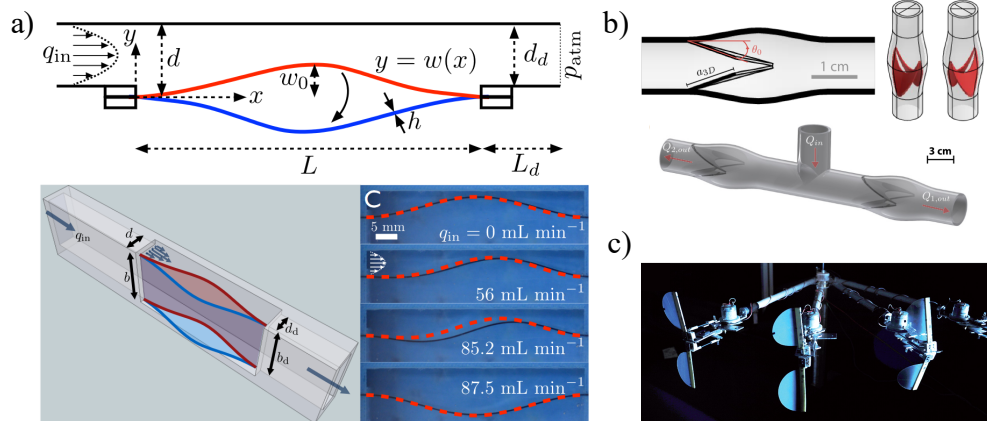 a)
q_in
y
d
w_0
y = w(x)
d_d
p_atm
x
h
L
L_d
q_in
d
b
d_d
b_d
C
5 mm
q_in = 0 mL min^−1
56 mL min^−1
85.2 mL min^−1
87.5 mL min^−1
b)
θ_0
a_3D
1 cm
Q_in
Q_2,out
3 cm
Q_1,out
c)